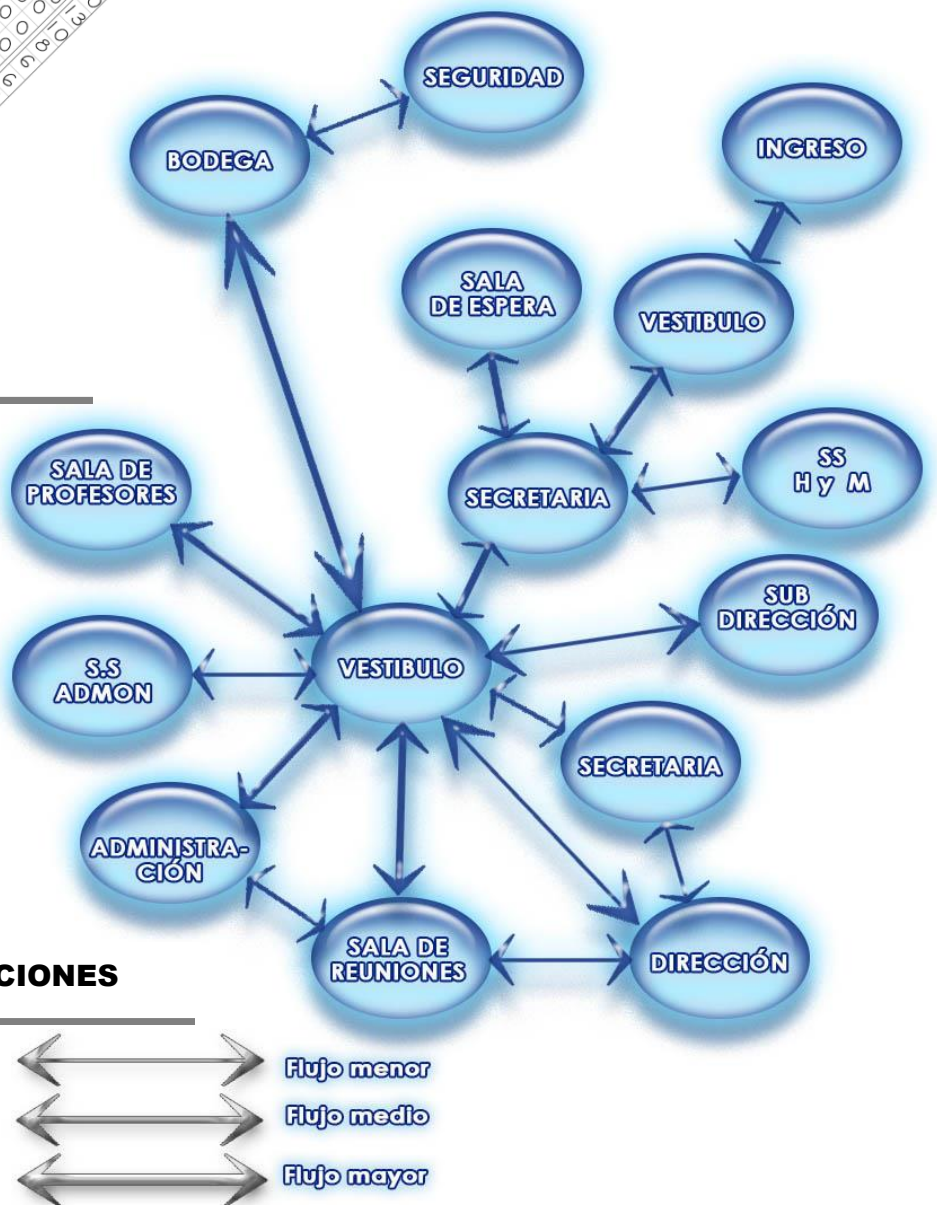 SEGURIDAD
BODEGA
INGRESO
SALA
DE ESPERA
VESTIBULO
SALA DE
PROFESORES
SECRETARIA
SS
H y M
SUB
DIRECCIÓN
S.S
ADMON
VESTIBULO
SECRETARIA
ADMINISTRA-
CIÓN
SALA DE
REUNIONES
DIRECCIÓN
CIONES
Flujo menor
Flujo medio
Flujo mayor